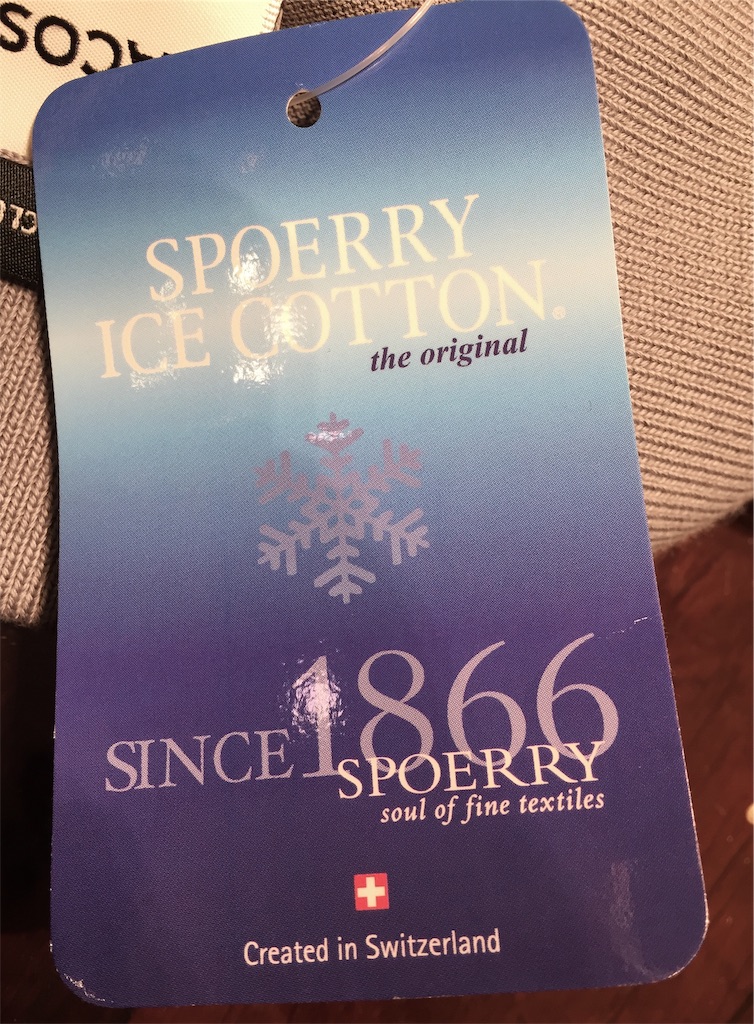 SPOERRY
ICE COTTON®
the original
SINCE 1866
SPOERRY
soul of fine textiles
Created in Switzerland